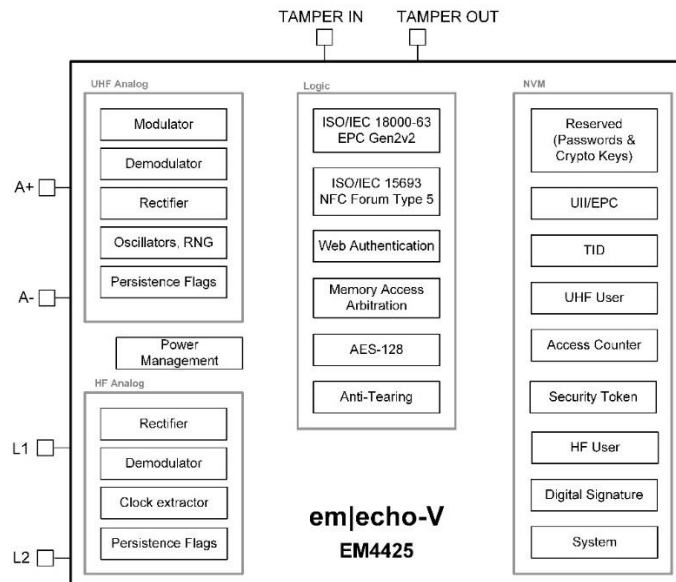 TAMPER IN
TAMPER OUT
UHF Analog
Modulator
Demodulator
Rectifier
Oscillators, RNG
Persistence Flags
A+
A-
Power
Management
HF Analog
Rectifier
Demodulator
Clock extractor
Persistence Flags
L1
L2
Logic
ISO/IEC 18000-63
EPC Gen2v2
ISO/IEC 15693
NFC Forum Type 5
Web Authentication
Memory Access
Arbitration
AES-128
Anti-Tearing
em|echo-V
EM4425
NVM
Reserved
(Passwords &
Crypto Keys)
UII/EPC
TID
UHF User
Access Counter
Security Token
HF User
Digital Signature
System